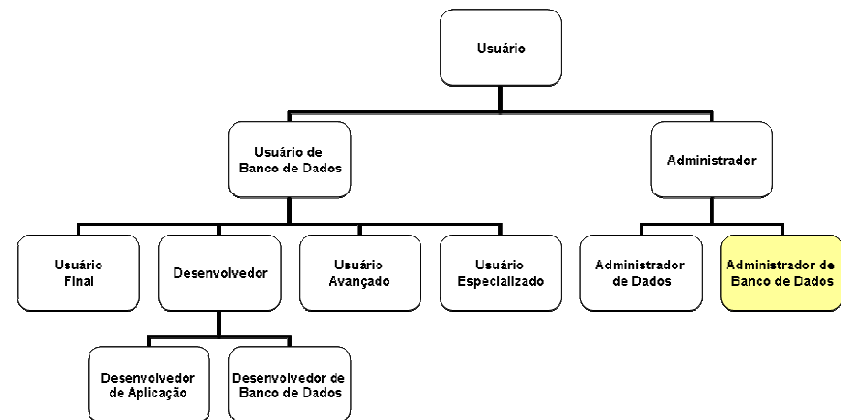 Usuário
Usuário de
Banco de Dados
Administrador
Usuário
Final
Desenvolvedor
Usuário
Avançado
Usuário
Especializado
Administrador
de Dados
Administrador de
Banco de Dados
Desenvolvedor
de Aplicação
Desenvolvedor de
Banco de Dados